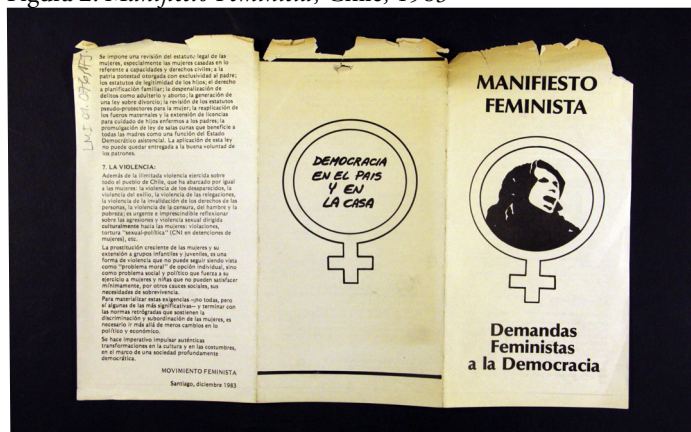 Figura 2. Manifiesto Feminista, Chile, 1983
LMI 01.076 AFJ
Se impone una revisión del estatuto legal de las
mujeres, especialmente las mujeres casadas en lo
referente a capacidades y derechos civiles; a la
patria potestad otorgada con exclusividad al padre;
los estatutos de legitimidad de los hijos; el derecho
a planificación familiar; la despenalización de
delitos como adulterio y aborto; la generación de
una ley sobre divorcio; la revisión de los estatutos
pseudo-protectores para la mujer; la reaplicación de
los fueros maternales y la extensión de licencias
para cuidado de hijos enfermos a los padres; la
promulgación de ley de salas cunas que beneficie a
todas las madres como una función del Estado
Democrático asistencial. La aplicación de esta ley
no puede quedar entregada a la buena voluntad de
los patrones.
7. LA VIOLENCIA:
Además de la ilimitada violencia ejercida sobre
todo el pueblo de Chile, que ha abarcado por igual
a las mujeres: la violencia de los desaparecidos, la
violencia del exilio, la violencia de las relegaciones,
la violencia de la invalidación de los derechos de las
personas, la violencia de la censura, del hambre y la
pobreza; es urgente e imprescindible reflexionar
sobre las agresiones y violencia sexual dirigida
culturalmente hacia las mujeres: violaciones,
tortura "sexual-política" (CNI en detenciones de
mujeres), etc.
La prostitución creciente de las mujeres y su
extensión a grupos infantiles y juveniles, es una
forma de violencia que no puede seguir siendo vista
como "problema moral" de opción individual, sino
como problema social y político que fuerza a su
ejercicio a mujeres y niñas que no pueden satisfacer
mínimamente, por otros cauces sociales, sus
necesidades de sobrevivencia.
Para materializar estas exigencias —no todas, pero
sí algunas de las más significativas— y terminar con
las normas retrógradas que sostienen la
discriminación y subordinación de las mujeres, es
necesario ir más allá de meros cambios en lo
político y económico.
Se hace imperativo impulsar auténticas
transformaciones en la cultura y en las costumbres,
en el marco de una sociedad profundamente
democrática.
MOVIMIENTO FEMINISTA
Santiago, diciembre 1983
DEMOCRACIA
EN EL PAIS
Y EN
LA CASA
MANIFIESTO
FEMINISTA
Demandas
Feministas
a la Democracia